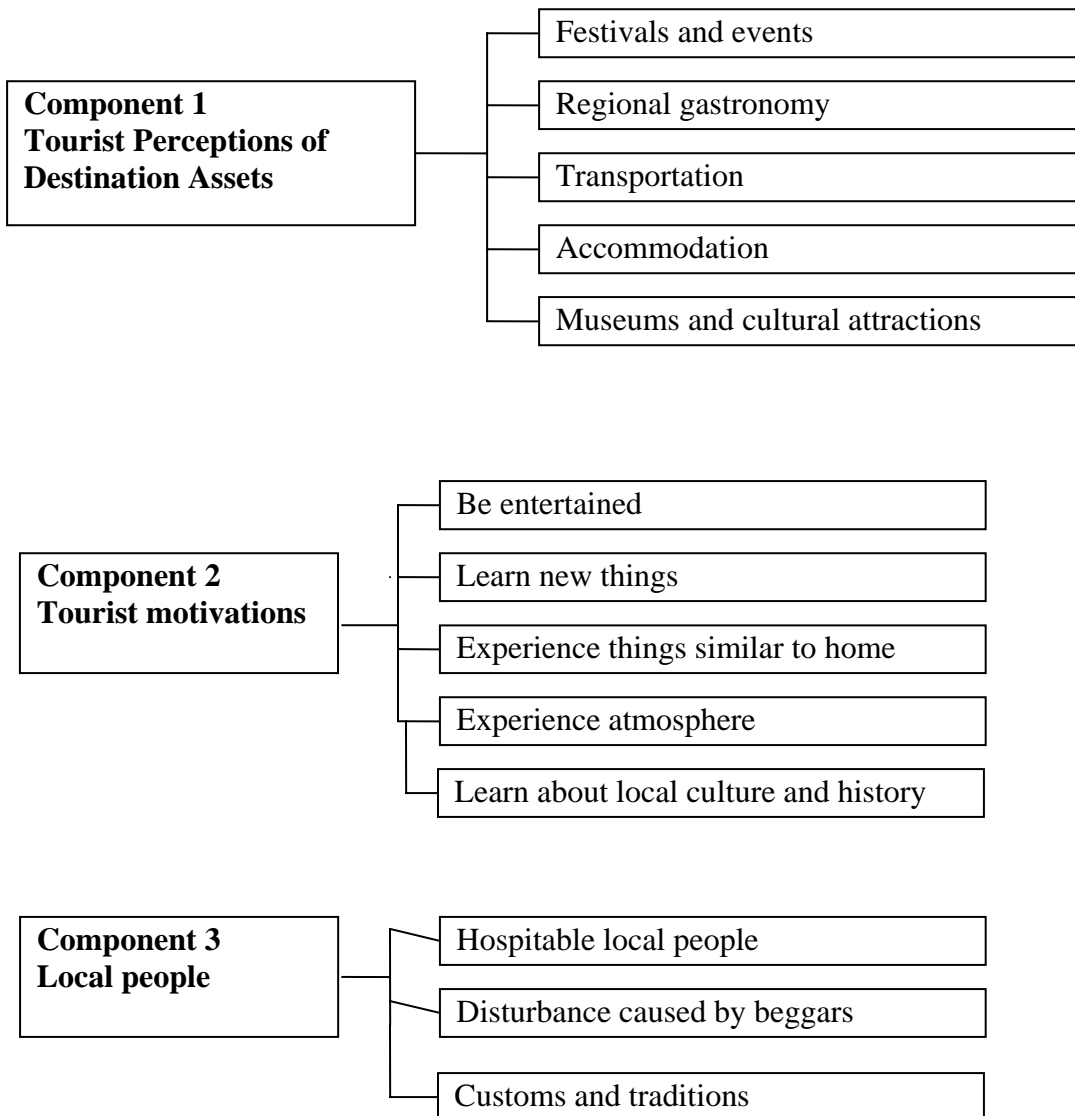 Component 1
Tourist Perceptions of
Destination Assets
Festivals and events
Regional gastronomy
Transportation
Accommodation
Museums and cultural attractions
Component 2
Tourist motivations
Be entertained
Learn new things
Experience things similar to home
Experience atmosphere
Learn about local culture and history
Component 3
Local people
Hospitable local people
Disturbance caused by beggars
Customs and traditions